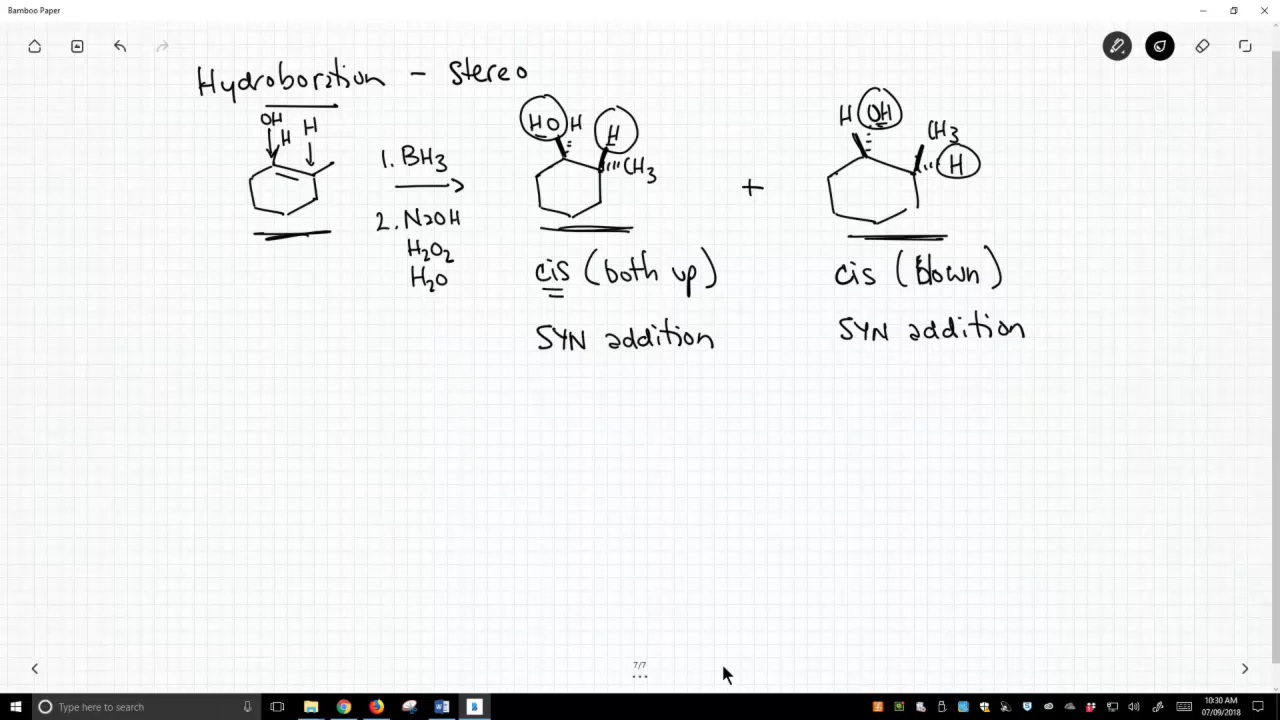 Bamboo Paper
Hydroboration - Stereo
OH
H
H
1. BH3
2. NaOH
H2O2
H2O
HO
H
H
CH3
+
H
OH
CH3
H
cis (both up)
SYN addition
cis (down)
SYN addition
7/7
Type here to search
10:30 AM
07/09/2018